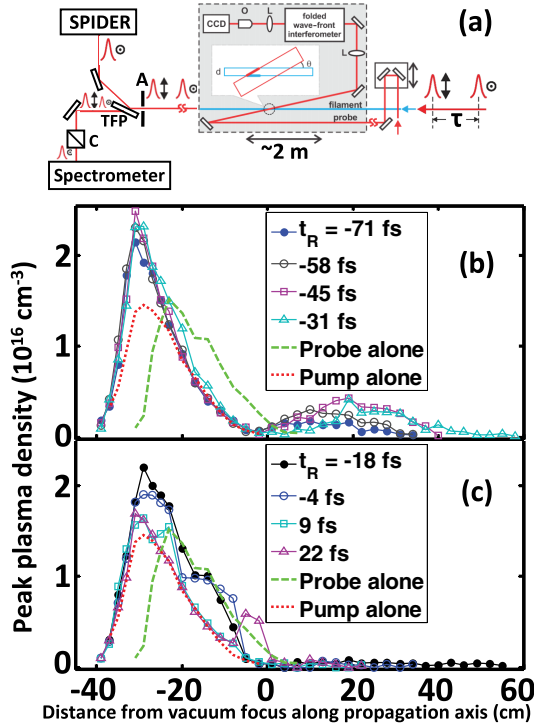 SPIDER
(a)
CCD
O
L
folded
wave-front
interferometer
L
d
θ
A
TFP
C
Spectrometer
filament
probe
~2 m
τ
Peak plasma density (10¹⁶ cm⁻³)
(b)
2
1
0
t_R = -71 fs
-58 fs
-45 fs
-31 fs
Probe alone
Pump alone
(c)
2
1
0
t_R = -18 fs
-4 fs
9 fs
22 fs
Probe alone
Pump alone
-40 -20 0 20 40 60
Distance from vacuum focus along propagation axis (cm)